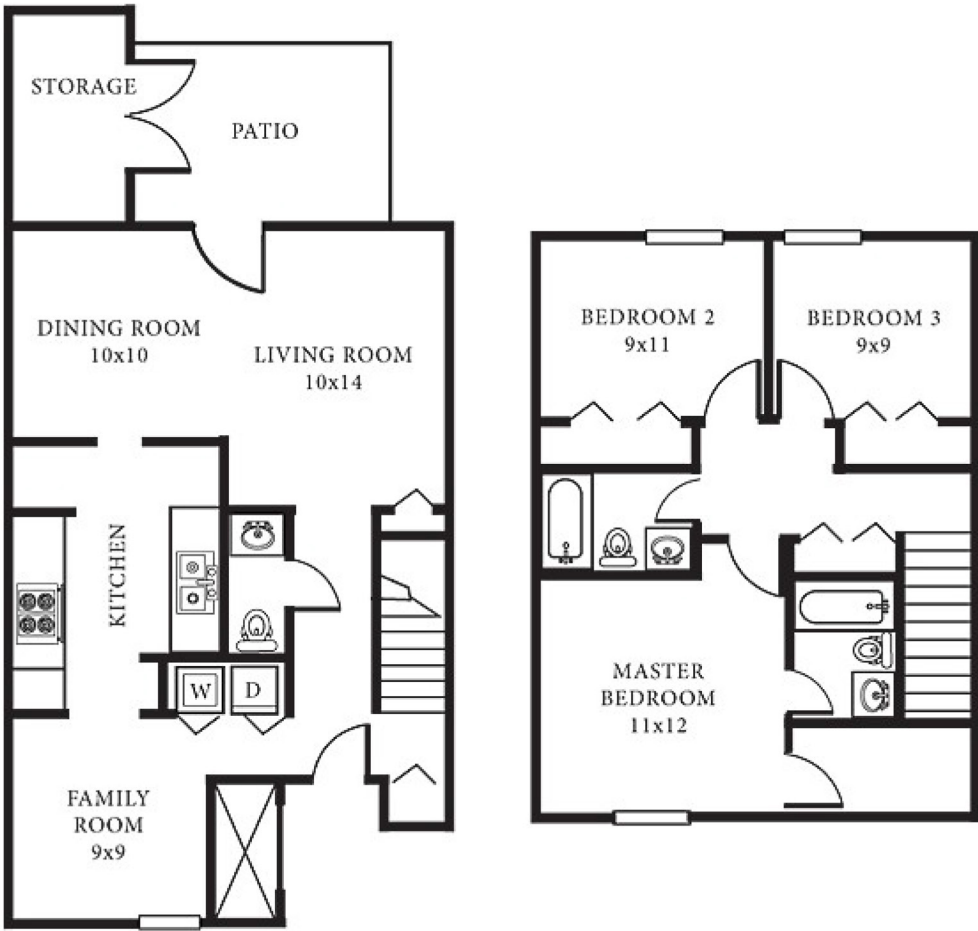 STORAGE
PATIO
DINING ROOM
10x10
LIVING ROOM
10x14
KITCHEN
W
D
FAMILY
ROOM
9x9
BEDROOM 2
9x11
BEDROOM 3
9x9
MASTER
BEDROOM
11x12